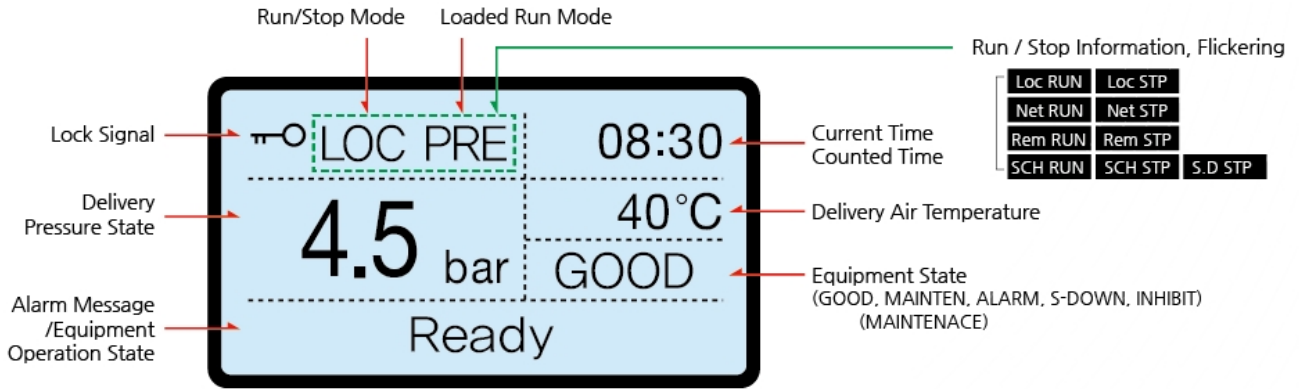 Run/Stop Mode
Loaded Run Mode
Run / Stop Information, Flickering
Loc RUN Loc STP
Net RUN Net STP
Rem RUN Rem STP
SCH RUN SCH STP S.D STP
Lock Signal
LOC PRE
08:30
Current Time
Counted Time
Delivery
Pressure State
4.5 bar
40°C
Delivery Air Temperature
GOOD
Equipment State
(GOOD, MAINTEN, ALARM, S-DOWN, INHIBIT)
(MAINTENACE)
Alarm Message
/Equipment
Operation State
Ready